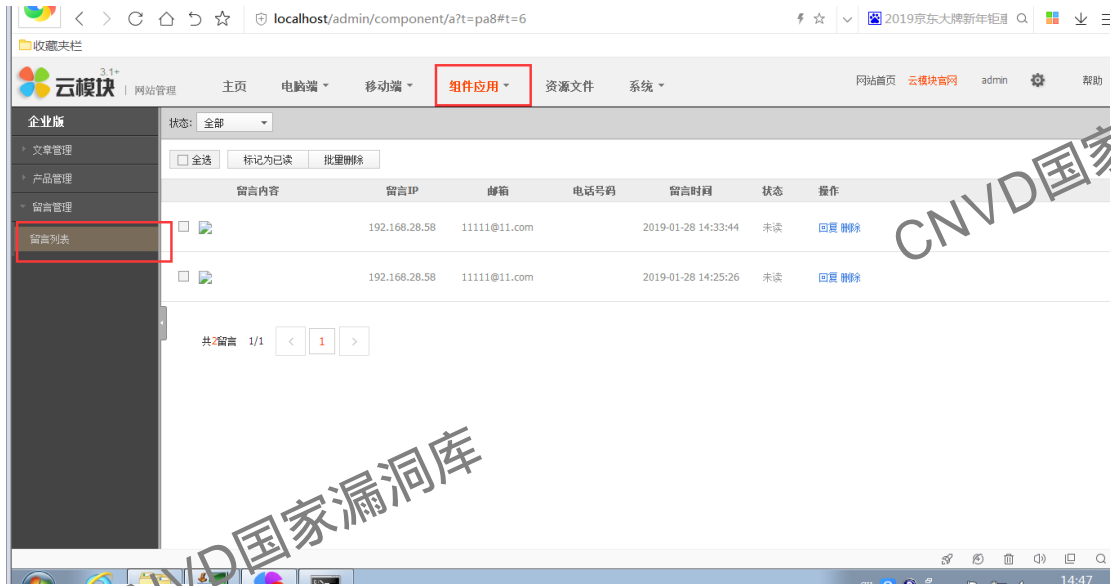 localhost/admin/component/a?t=pa8#t=6
2019京东大牌新年钜惠
收藏夹栏
云模块 3.1+ 网站管理 主页 电脑端 移动端 组件应用 资源文件 系统 网站首页 云模块官网 admin 帮助
企业版 状态: 全部
文章管理
全选 标记为已读 批量删除
产品管理
留言内容 留言IP 邮箱 电话号码 留言时间 状态 操作
留言管理
留言列表
192.168.28.58 11111@11.com 2019-01-28 14:33:44 未读 回复 删除
192.168.28.58 11111@11.com 2019-01-28 14:25:26 未读 回复 删除
共2留言 1/1 < 1 >
CNVD国家
VD国家漏洞库
14:47